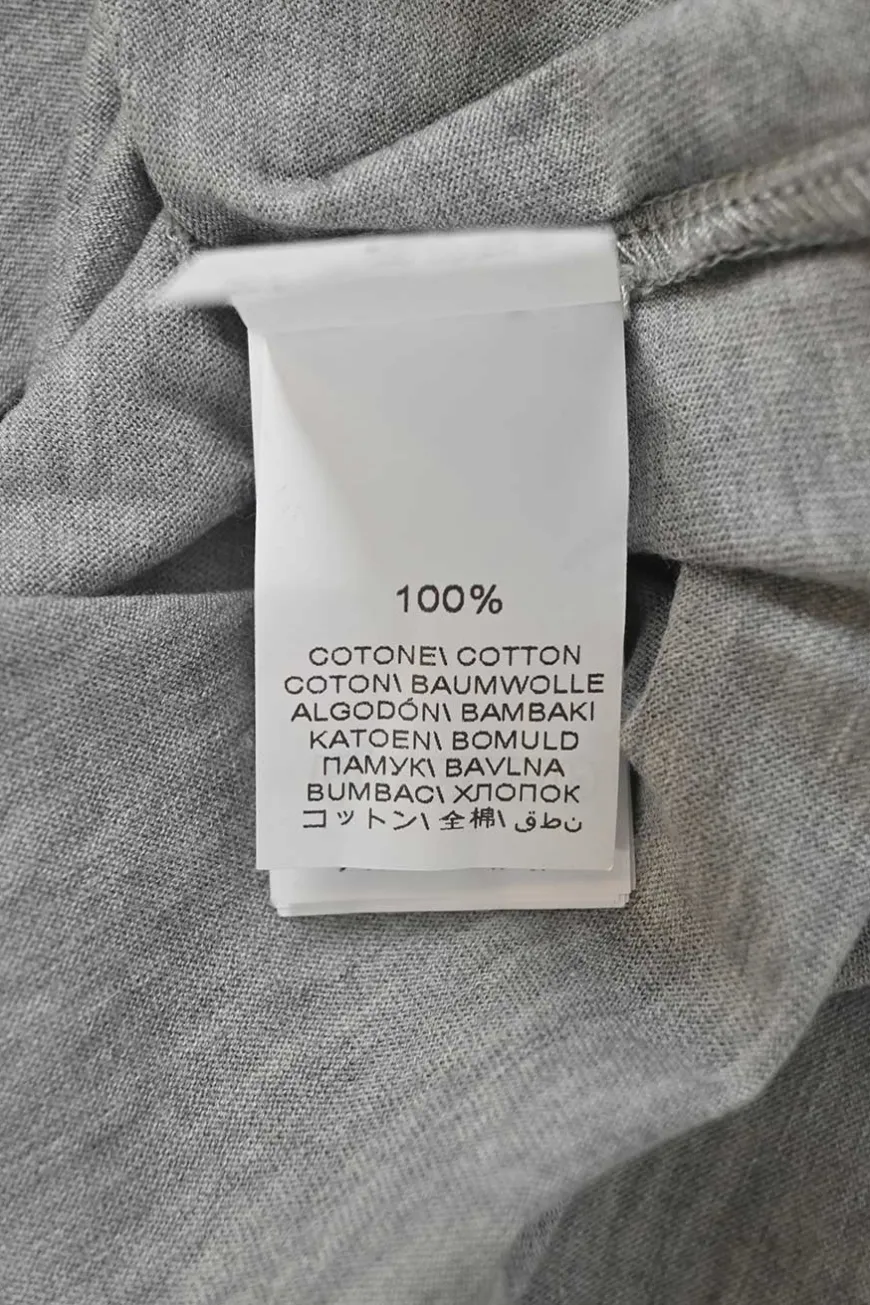 100%
COTONE\ COTTON
COTON\ BAUMWOLLE
ALGODÓN\ BAMBAKI
KATOEN\ BOMULD
ПАМУК\ BAVLNA
BUMBAC\ ХЛОПОК
コットン\ 全棉\ ن‌ط‌ق